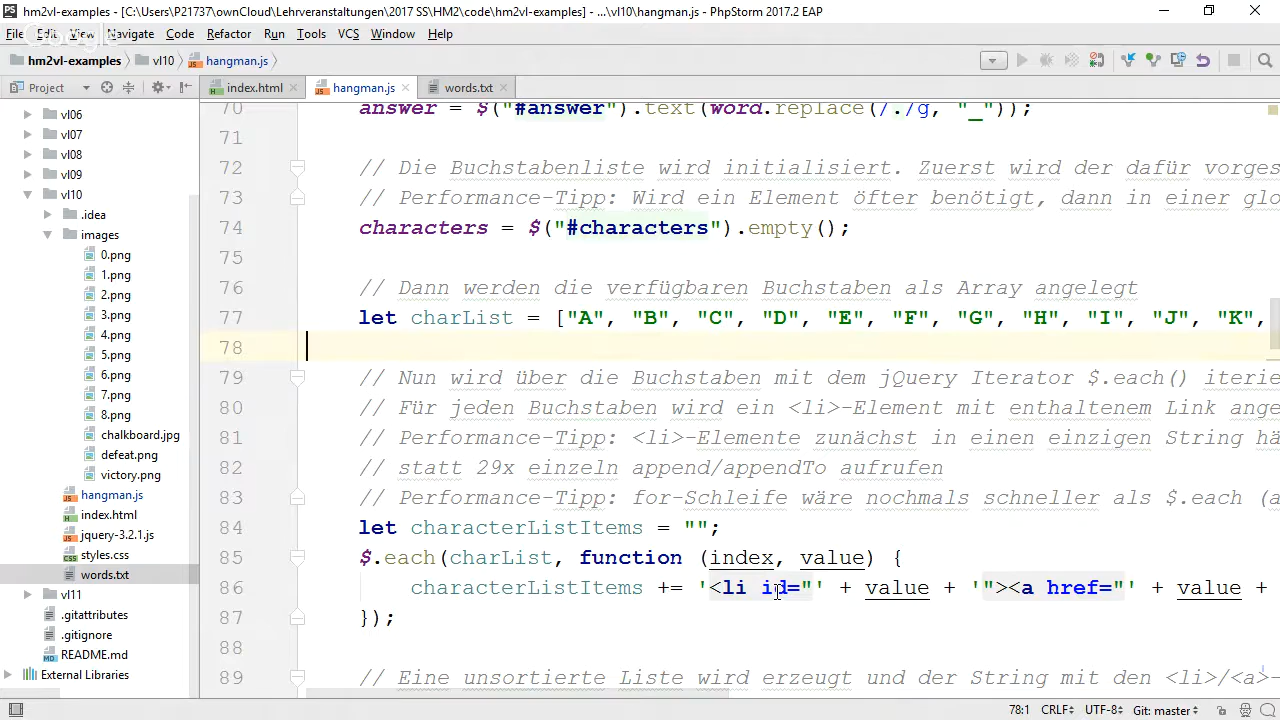 hm2vl-examples - [C:\Users\P21737\ownCloud\Lehrveranstaltungen\2017 SS\HM2\code\hm2vl-examples] - ...\vl10\hangman.js - PhpStorm 2017.2 EAP
File Edit View Navigate Code Refactor Run Tools VCS Window Help
hm2vl-examples vl10 hangman.js
Project index.html hangman.js words.txt
vl06
vl07
vl08
vl09
vl10
.idea
images
0.png
1.png
2.png
3.png
4.png
5.png
6.png
7.png
8.png
chalkboard.jpg
defeat.png
victory.png
hangman.js
index.html
jquery-3.2.1.js
styles.css
words.txt
vl11
.gitattributes
.gitignore
README.md
External Libraries
70 answer = $("#answer").text(word.replace(/./g, "_"));
71
72 // Die Buchstabenliste wird initialisiert. Zuerst wird der dafür vorges
73 // Performance-Tipp: Wird ein Element öfter benötigt, dann in einer glo
74 characters = $("#characters").empty();
75
76 // Dann werden die verfügbaren Buchstaben als Array angelegt
77 let charList = ["A", "B", "C", "D", "E", "F", "G", "H", "I", "J", "K",
78
79 // Nun wird über die Buchstaben mit dem jQuery Iterator $.each() iterie
80 // Für jeden Buchstaben wird ein <li>-Element mit enthaltenem Link ange
81 // Performance-Tipp: <li>-Elemente zunächst in einen einzigen String hä
82 // statt 29x einzeln append/appendTo aufrufen
83 // Performance-Tipp: for-Schleife wäre nochmals schneller als $.each (a
84 let characterListItems = "";
85 $.each(charList, function (index, value) {
86 characterListItems += '<li id="' + value + '"><a href="' + value +
87 });
88
89 // Eine unsortierte Liste wird erzeugt und der String mit den <li>/<a>-
78:1 CRLF UTF-8 Git: master